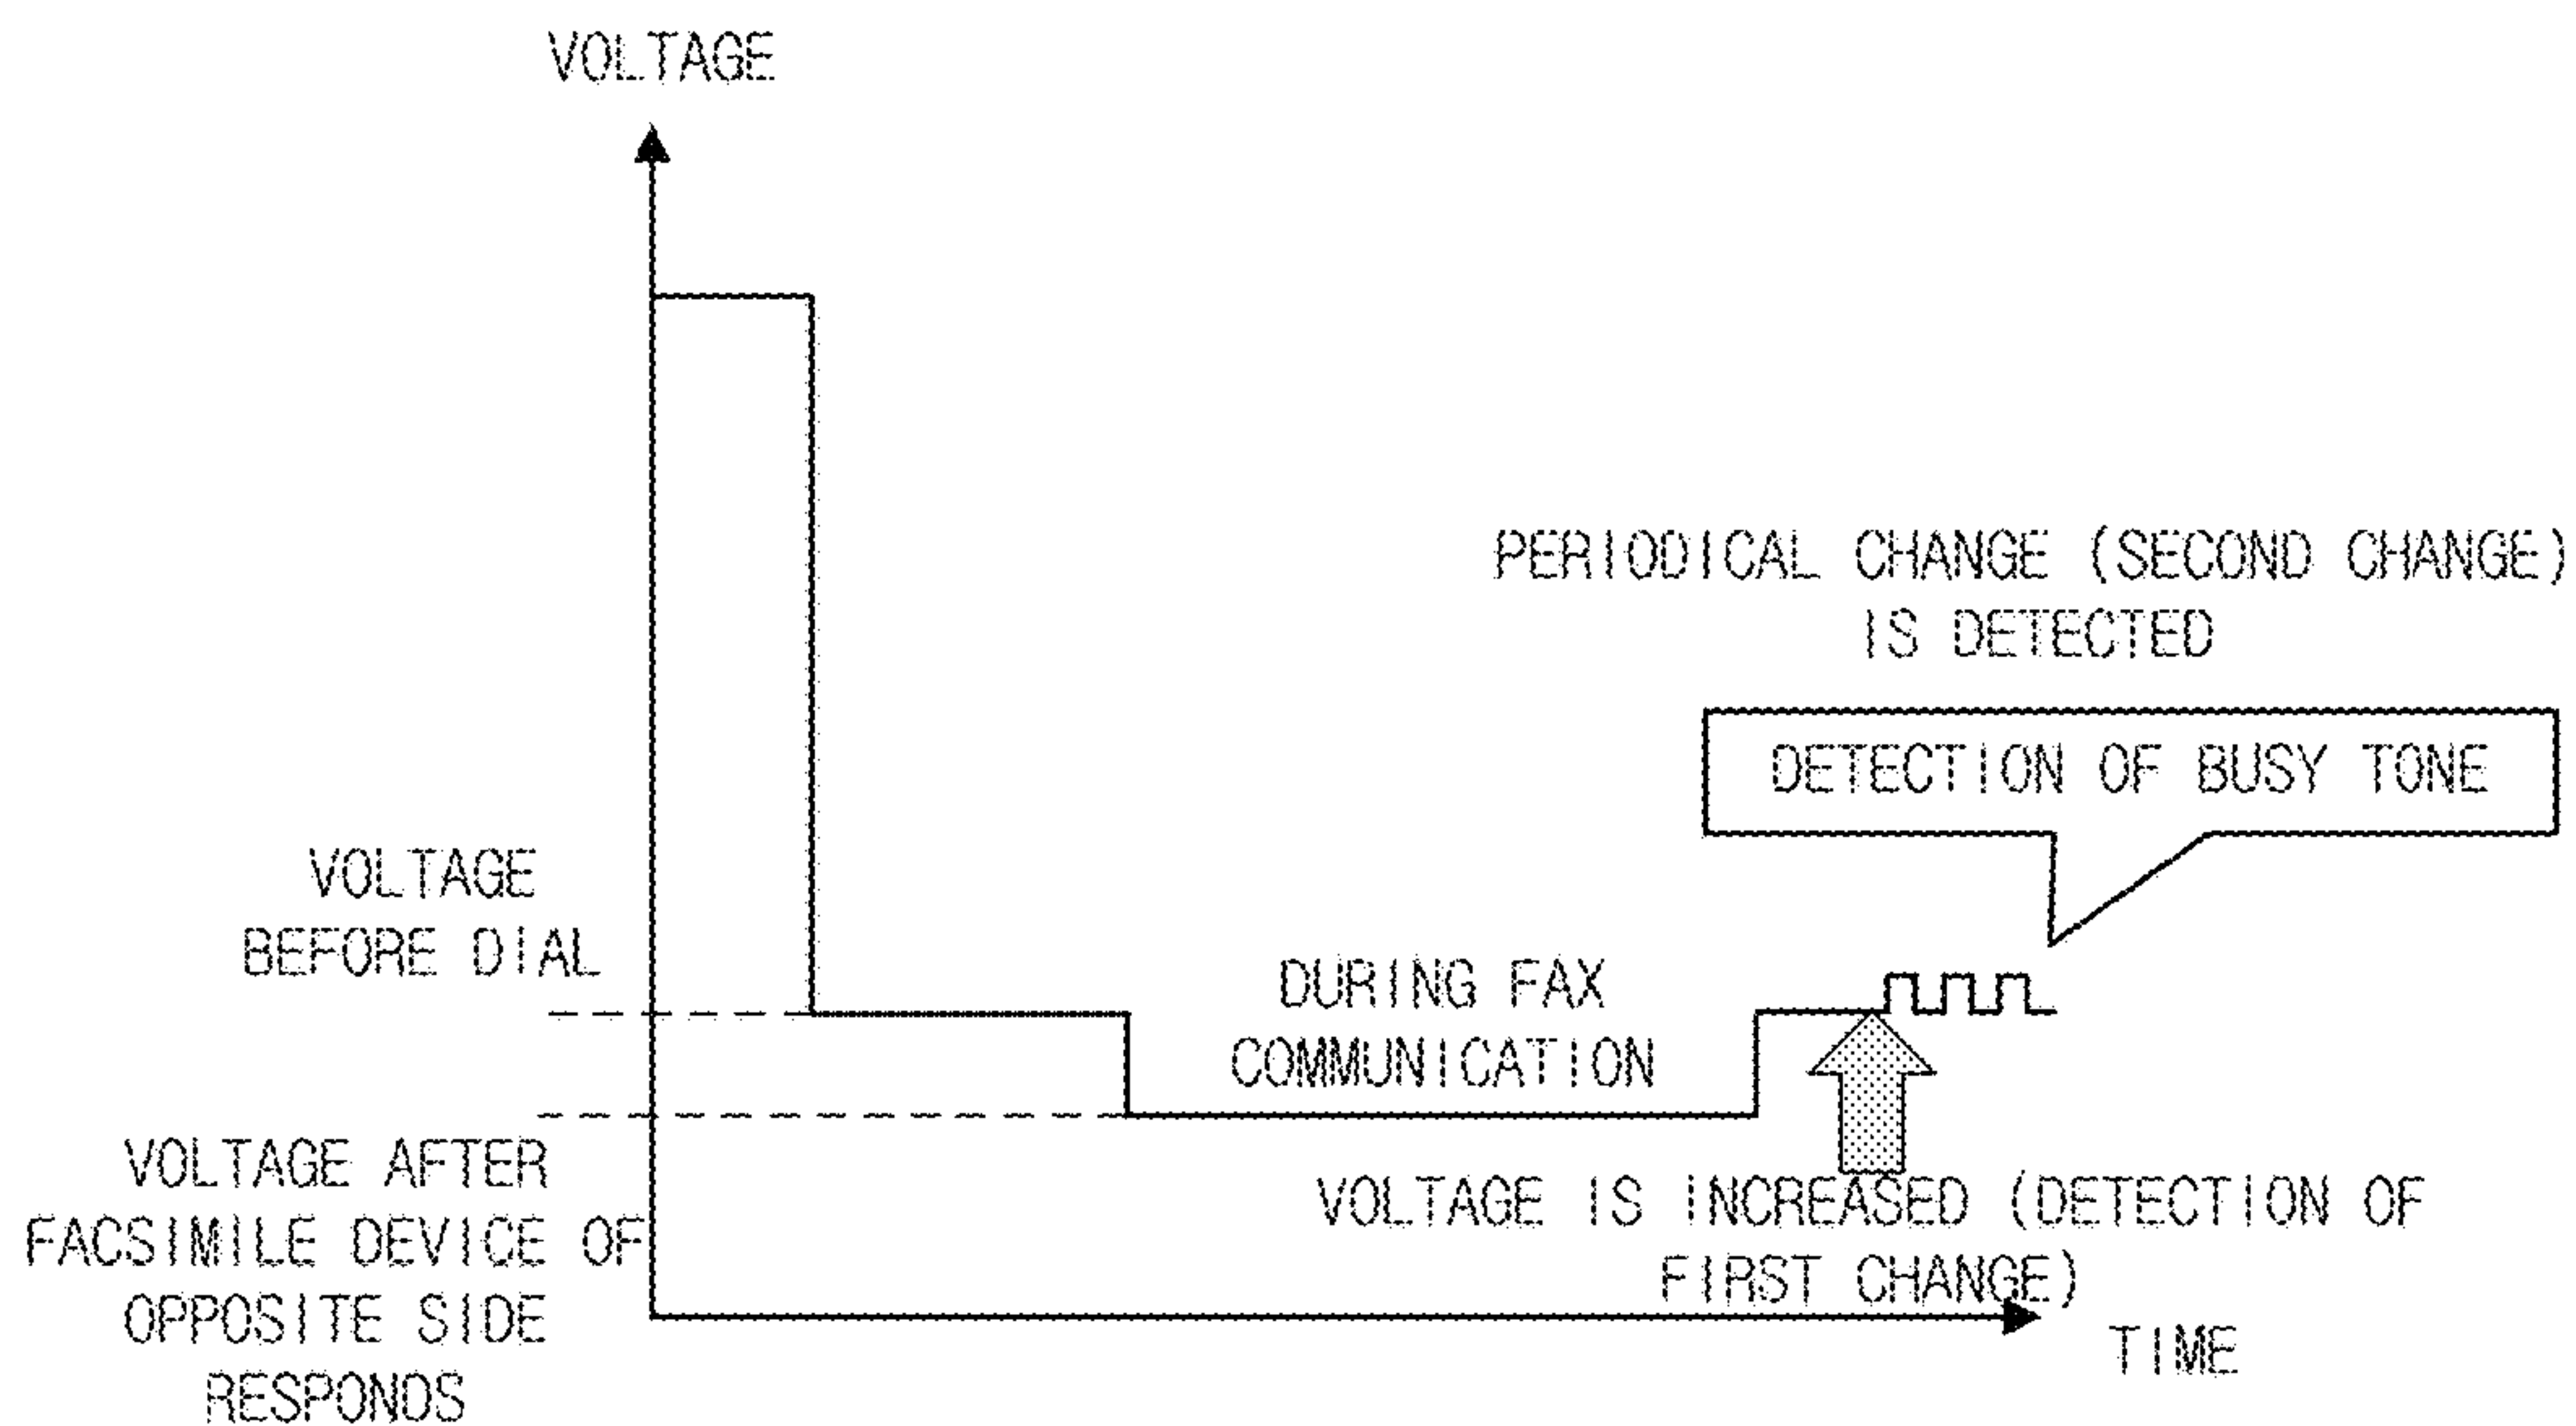 VOLTAGE
PERIODICAL CHANGE (SECOND CHANGE)
IS DETECTED
DETECTION OF BUSY TONE
VOLTAGE
BEFORE DIAL
DURING FAX
COMMUNICATION
VOLTAGE AFTER
FACSIMILE DEVICE OF
OPPOSITE SIDE
RESPONDS
VOLTAGE IS INCREASED (DETECTION OF
FIRST CHANGE)
TIME